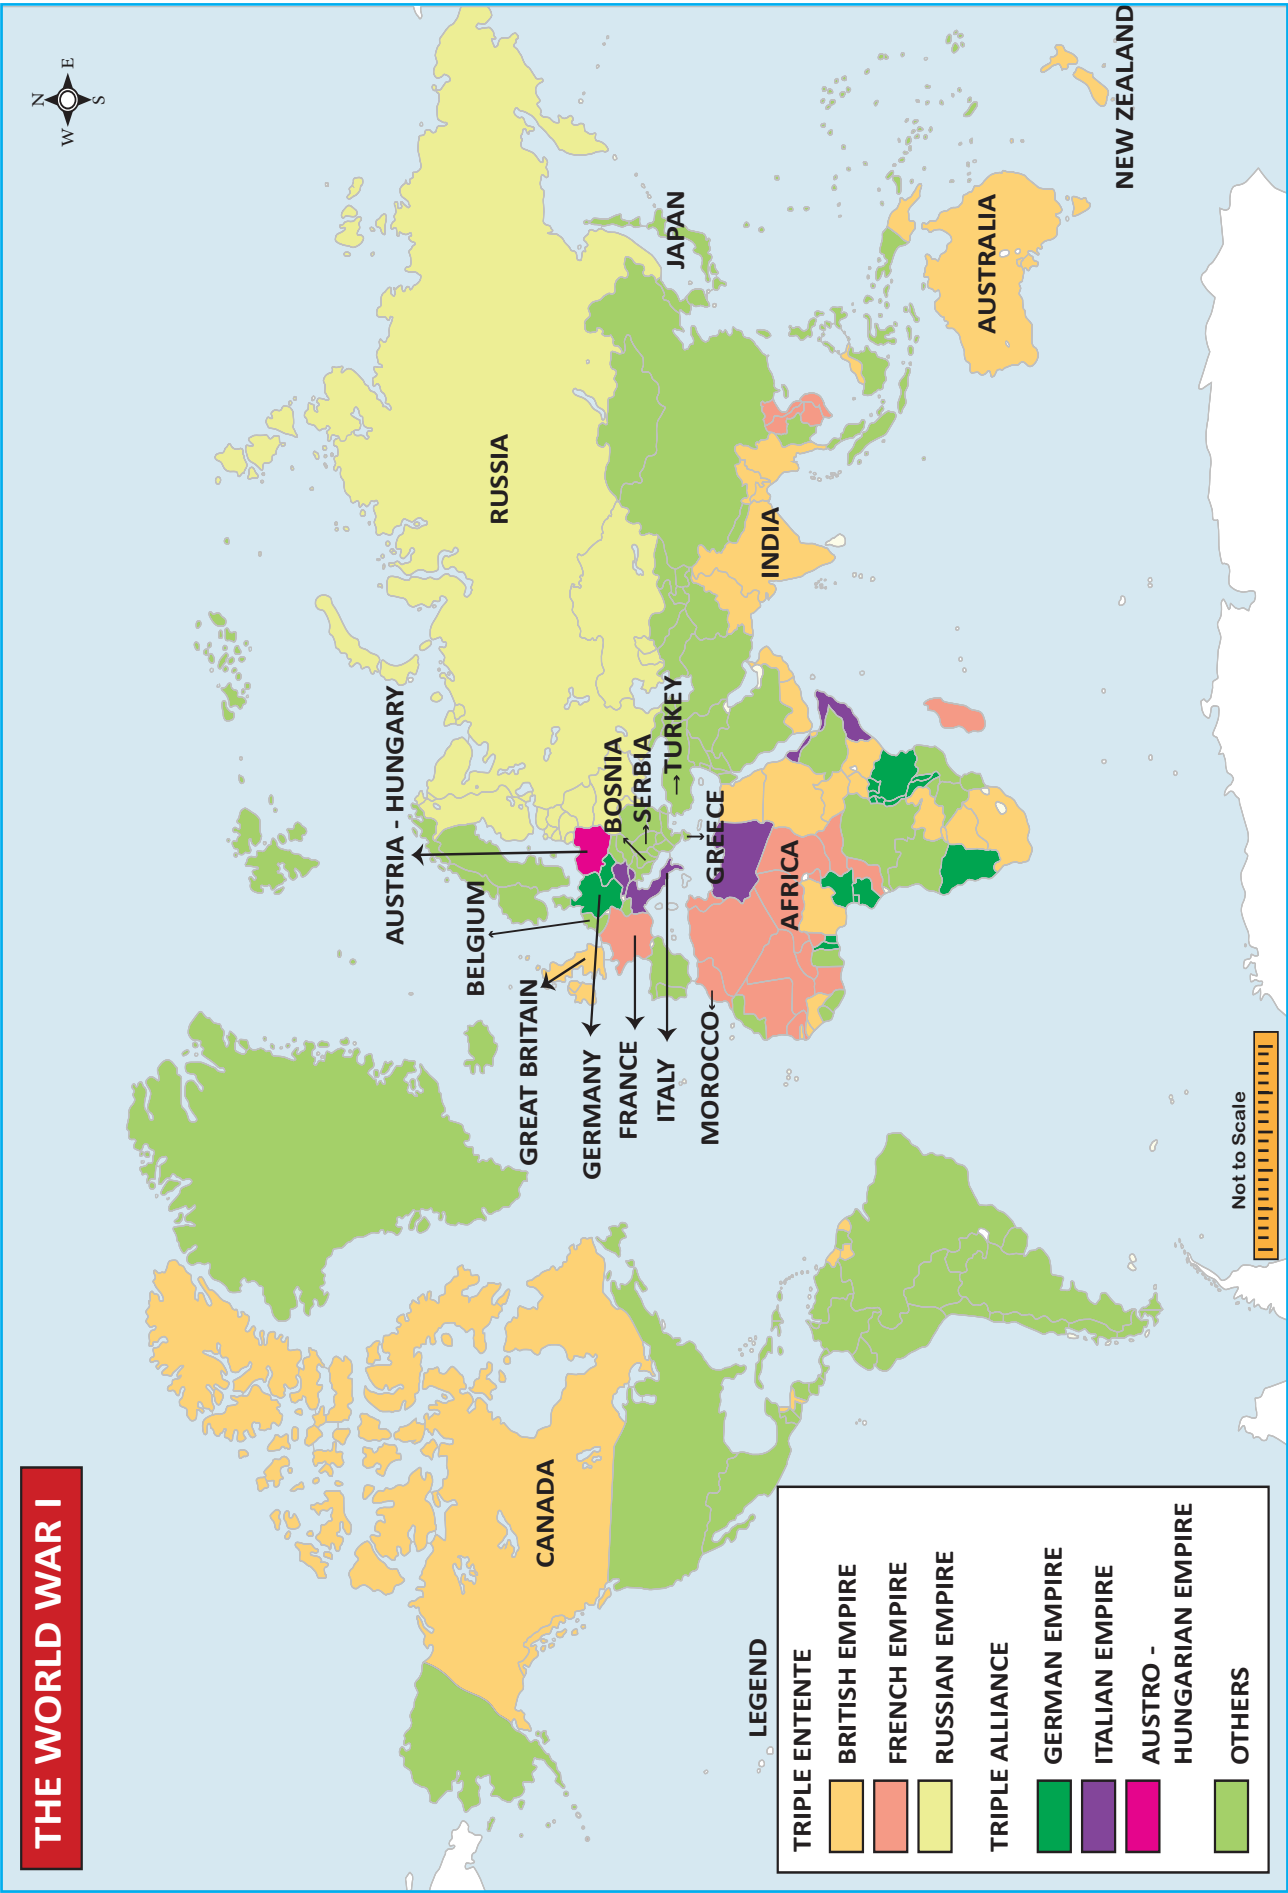 THE WORLD WAR I
N
W E
S
RUSSIA
AUSTRIA - HUNGARY
BELGIUM
GREAT BRITAIN
GERMANY
FRANCE
ITALY
MOROCCO
BOSNIA
SERBIA
TURKEY
GREECE
AFRICA
INDIA
JAPAN
AUSTRALIA
NEW ZEALAND
CANADA
LEGEND
TRIPLE ENTENTE
BRITISH EMPIRE
FRENCH EMPIRE
RUSSIAN EMPIRE
TRIPLE ALLIANCE
GERMAN EMPIRE
ITALIAN EMPIRE
AUSTRO -
HUNGARIAN EMPIRE
OTHERS
Not to Scale